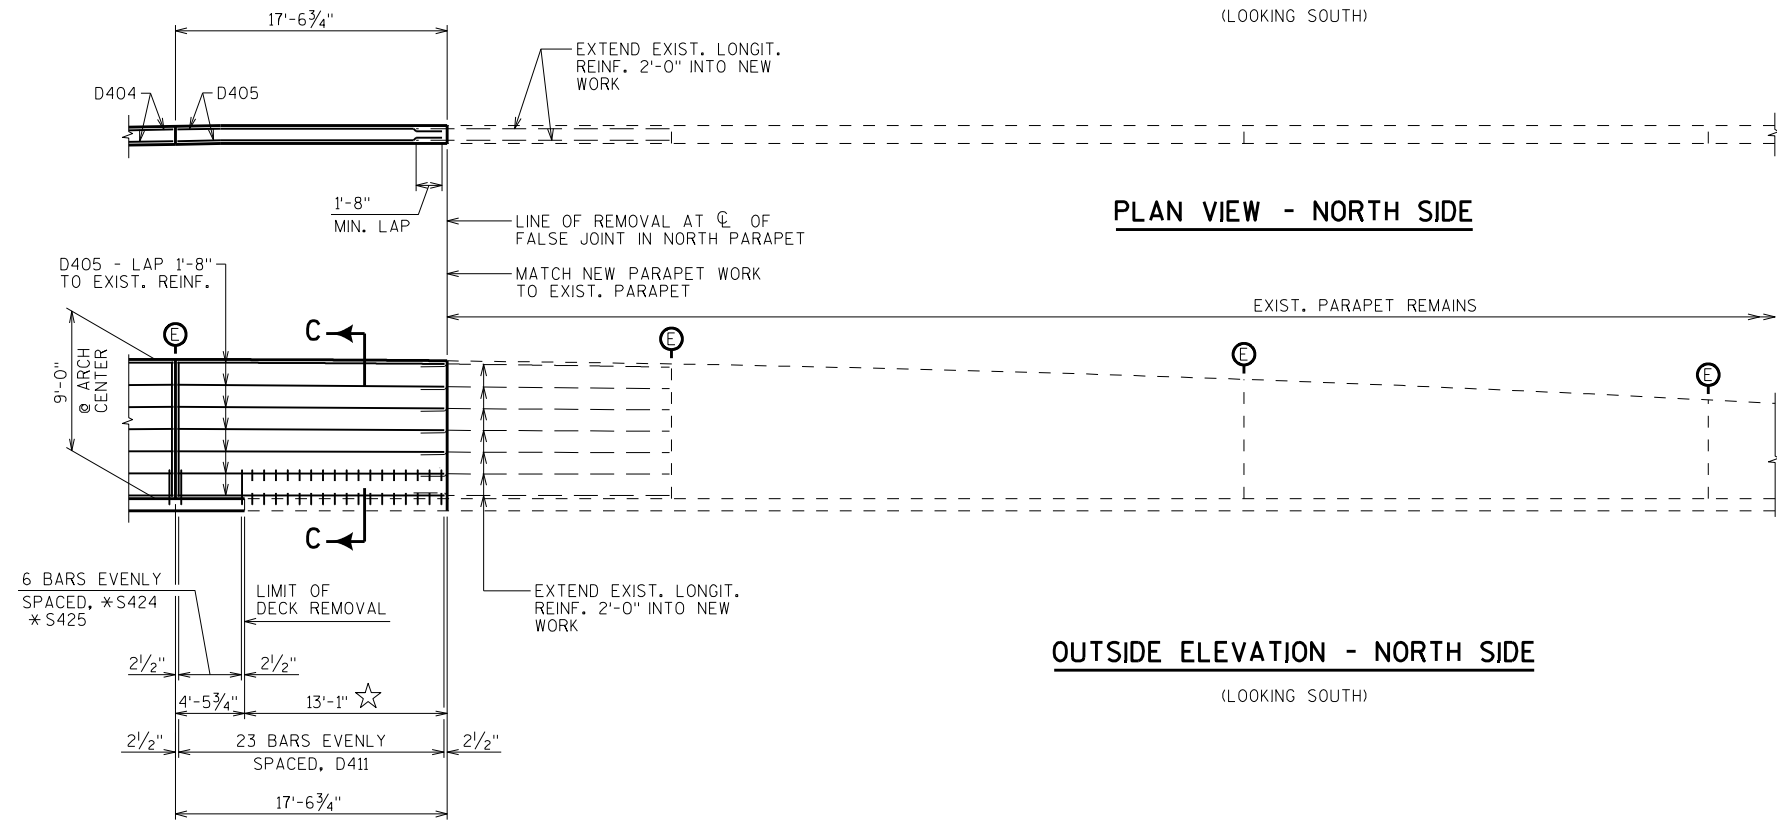 (LOOKING SOUTH)
17'-6¾"
EXTEND EXIST. LONGIT.
REINF. 2'-0" INTO NEW
WORK
D404
D405
1'-8"
MIN. LAP
PLAN VIEW - NORTH SIDE
LINE OF REMOVAL AT ℄ OF
FALSE JOINT IN NORTH PARAPET
D405 - LAP 1'-8"
TO EXIST. REINF.
MATCH NEW PARAPET WORK
TO EXIST. PARAPET
EXIST. PARAPET REMAINS
C
E
E
E
E
9'-0"
@ ARCH
CENTER
C
6 BARS EVENLY
SPACED, *S424
*S425
LIMIT OF
DECK REMOVAL
EXTEND EXIST. LONGIT.
REINF. 2'-0" INTO NEW
WORK
OUTSIDE ELEVATION - NORTH SIDE
(LOOKING SOUTH)
2½"
2½"
4'-5¾"
13'-1" ☆
2½"
23 BARS EVENLY
SPACED, D411
2½"
17'-6¾"